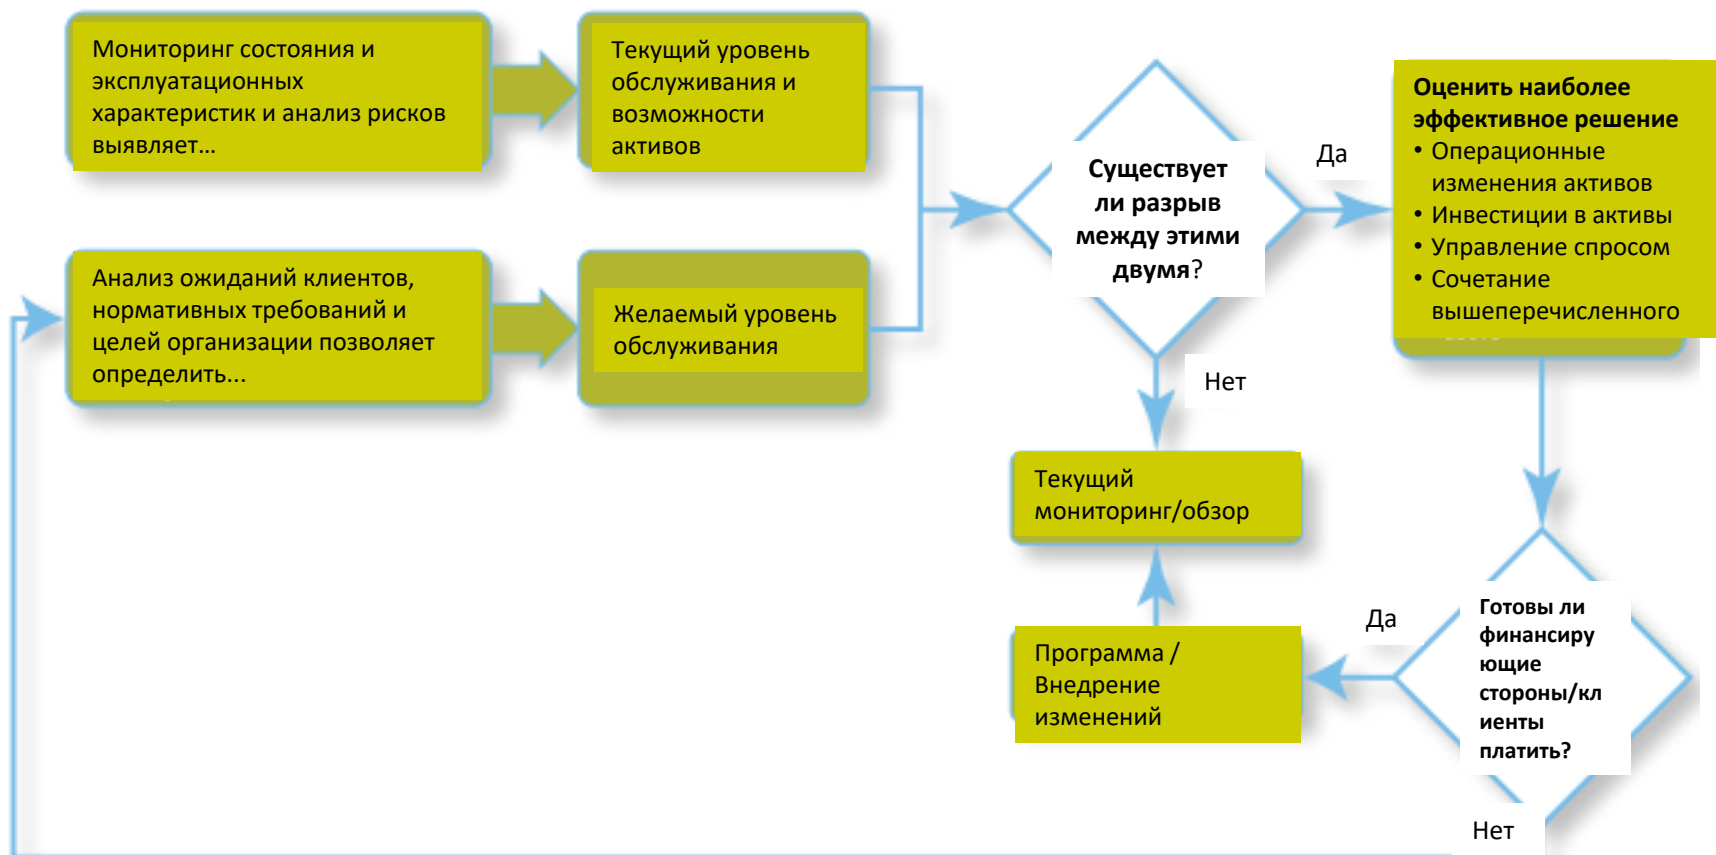 Мониторинг состояния и
эксплуатационных
характеристик и анализ рисков
выявляет...
Текущий уровень
обслуживания и
возможности
активов
Анализ ожиданий клиентов,
нормативных требований и
целей организации позволяет
определить...
Желаемый уровень
обслуживания
Существует
ли разрыв
между этими
двумя?
Да
Нет
Оценить наиболее
эффективное решение
• Операционные
изменения активов
• Инвестиции в активы
• Управление спросом
• Сочетание
вышеперечисленного
Текущий
мониторинг/обзор
Программа /
Внедрение
изменений
Да
Готовы ли
финансиру
ющие
стороны/кл
иенты
платить?
Нет